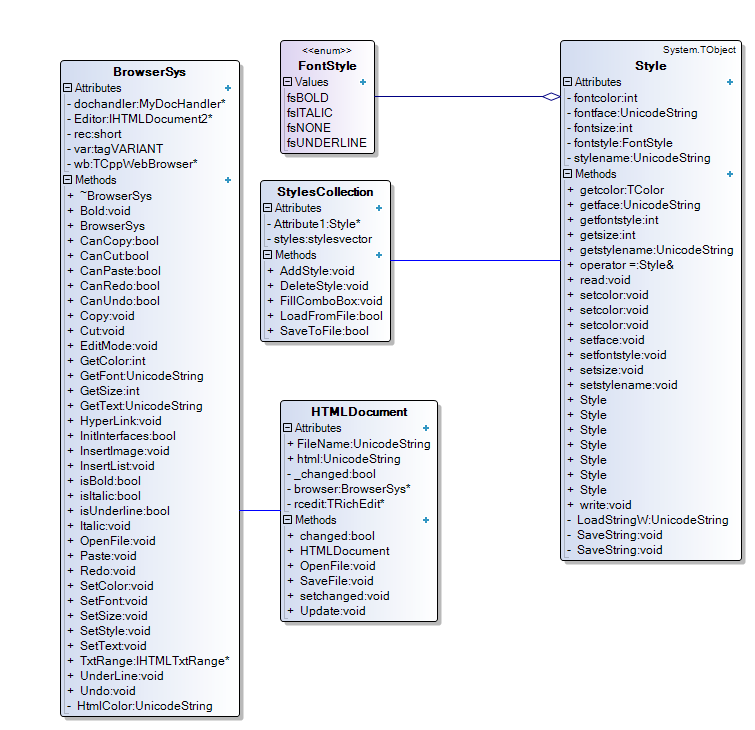 BrowserSys
Attributes
- dochandler:MyDocHandler*
- Editor:IHTMLDocument2*
- rec:short
- var:tagVARIANT
- wb:TCppWebBrowser*
Methods
+ ~BrowserSys
+ Bold:void
+ BrowserSys
+ CanCopy:bool
+ CanCut:bool
+ CanPaste:bool
+ CanRedo:bool
+ CanUndo:bool
+ Copy:void
+ Cut:void
+ EditMode:void
+ GetColor:int
+ GetFont:UnicodeString
+ GetSize:int
+ GetText:UnicodeString
+ HyperLink:void
+ InitInterfaces:bool
+ InsertImage:void
+ InsertList:void
+ isBold:bool
+ isItalic:bool
+ isUnderline:bool
+ Italic:void
+ OpenFile:void
+ Paste:void
+ Redo:void
+ SetColor:void
+ SetFont:void
+ SetSize:void
+ SetStyle:void
+ SetText:void
+ TxtRange:IHTMLTxtRange*
+ UnderLine:void
+ Undo:void
- HtmlColor:UnicodeString
<<enum>>
FontStyle
Values
fsBOLD
fsITALIC
fsNONE
fsUNDERLINE
StylesCollection
Attributes
- Attribute1:Style*
- styles:stylesvector
Methods
+ AddStyle:void
+ DeleteStyle:void
+ FillComboBox:void
+ LoadFromFile:bool
+ SaveToFile:bool
HTMLDocument
Attributes
+ FileName:UnicodeString
+ html:UnicodeString
- _changed:bool
- browser:BrowserSys*
- rcedit:TRichEdit*
Methods
+ changed:bool
+ HTMLDocument
+ OpenFile:void
+ SaveFile:void
+ setchanged:void
+ Update:void
System.TObject
Style
Attributes
- fontcolor:int
- fontface:UnicodeString
- fontsize:int
- fontstyle:FontStyle
- stylename:UnicodeString
Methods
+ getcolor:TColor
+ getface:UnicodeString
+ getfontstyle:int
+ getsize:int
+ getstylename:UnicodeString
+ operator =:Style&
+ read:void
+ setcolor:void
+ setcolor:void
+ setcolor:void
+ setface:void
+ setfontstyle:void
+ setsize:void
+ setstylename:void
+ Style
+ Style
+ Style
+ Style
+ Style
+ Style
+ Style
+ write:void
- LoadStringW:UnicodeString
- SaveString:void
- SaveString:void